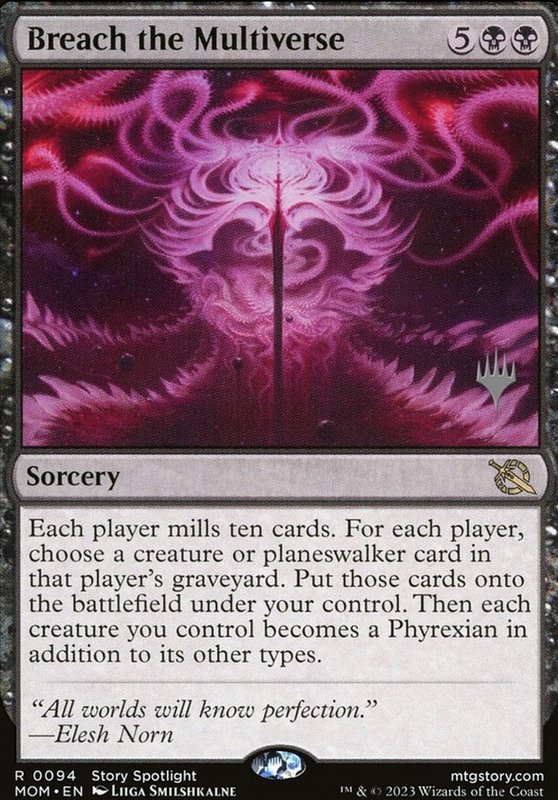 Breach the Multiverse 5
Sorcery
Each player mills ten cards. For each player,
choose a creature or planeswalker card in
that player's graveyard. Put those cards onto
the battlefield under your control. Then each
creature you control becomes a Phyrexian in
addition to its other types.
“All worlds will know perfection.”
—Elesh Norn
R 0094 Story Spotlight mtgstory.com
MOM • EN LIIGA SMILSHKALNE ™ & © 2023 Wizards of the Coast